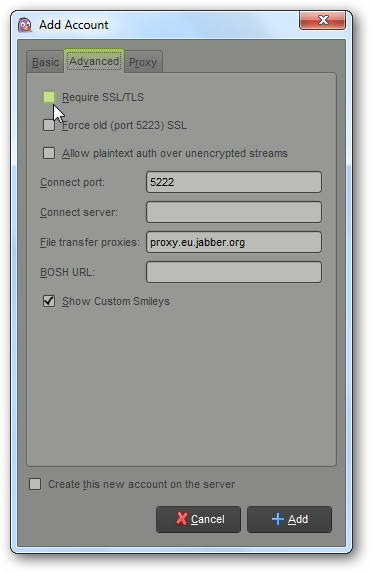 Add Account
Basic Advanced Proxy
Require SSL/TLS
Force old (port 5223) SSL
Allow plaintext auth over unencrypted streams
Connect port: 5222
Connect server:
File transfer proxies: proxy.eu.jabber.org
BOSH URL:
Show Custom Smileys
Create this new account on the server
Cancel Add